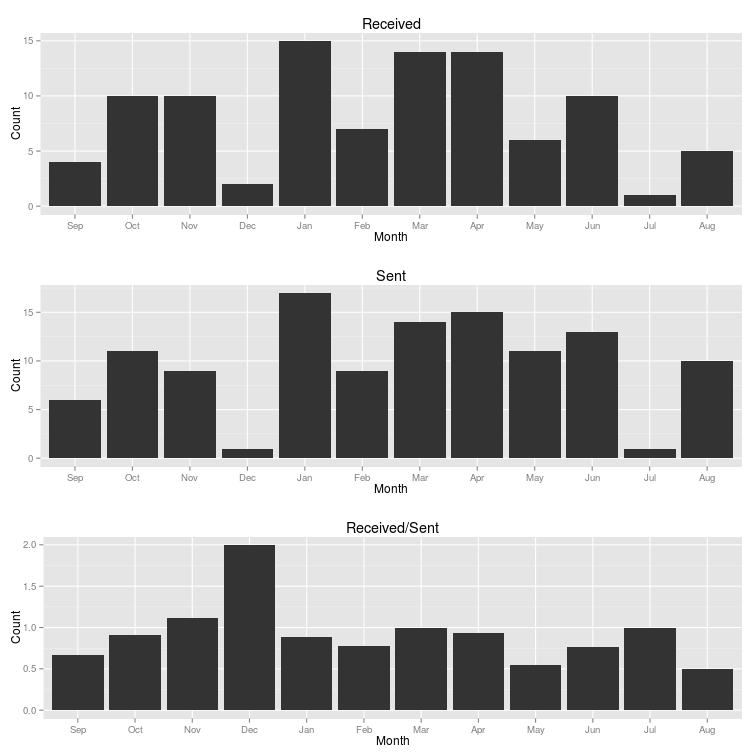 Received
15
10
5
0
Count
Sep Oct Nov Dec Jan Feb Mar Apr May Jun Jul Aug
Month
Sent
15
10
5
0
Count
Sep Oct Nov Dec Jan Feb Mar Apr May Jun Jul Aug
Month
Received/Sent
2.0
1.5
1.0
0.5
0.0
Count
Sep Oct Nov Dec Jan Feb Mar Apr May Jun Jul Aug
Month